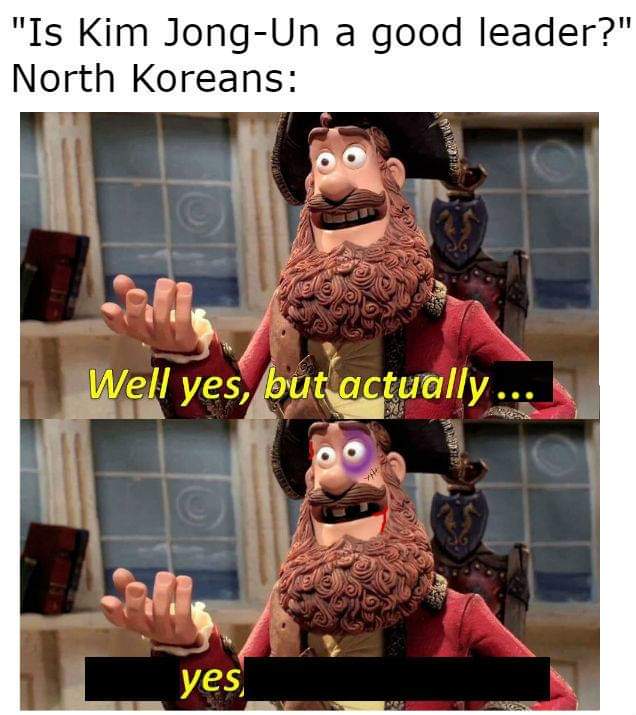 "Is Kim Jong-Un a good leader?"
North Koreans:
Well yes, but actually...
yes,